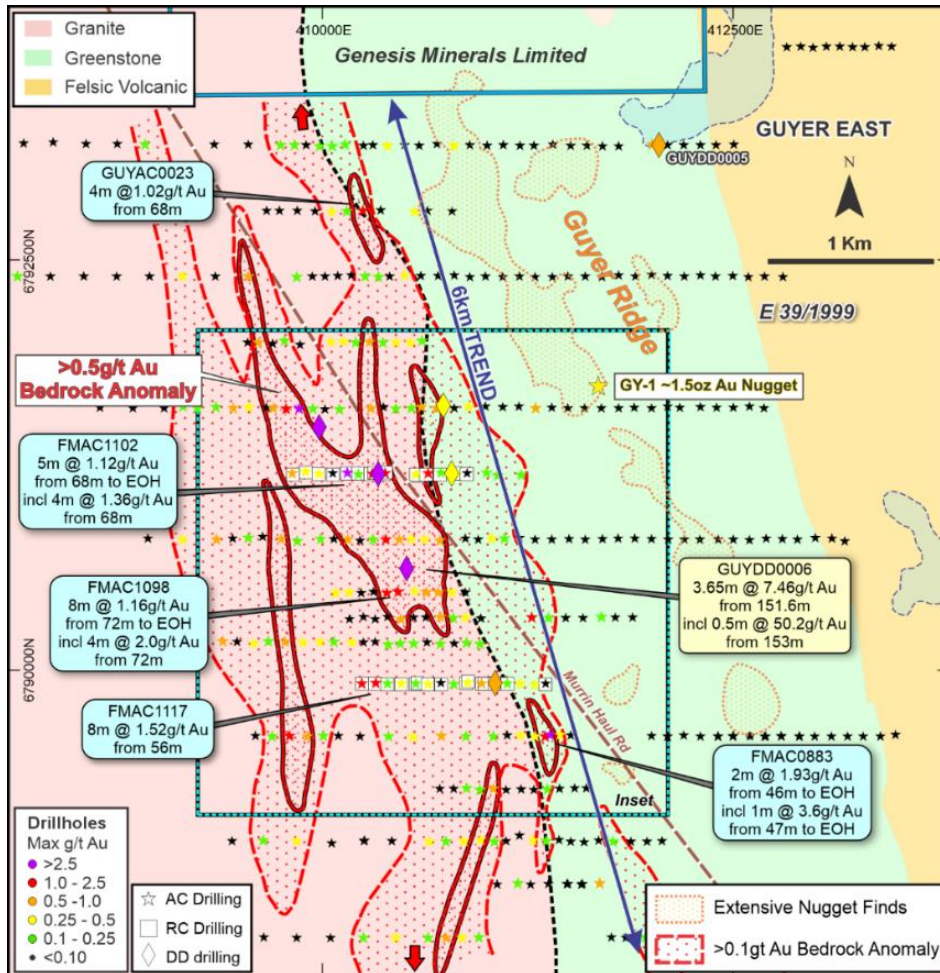 Granite
Greenstone
Felsic Volcanic
410000E
412500E
Genesis Minerals Limited
GUYER EAST
GUYDD0005
N
1 Km
E 39/1999
6792500N
6790000N
GUYAC0023
4m @1.02g/t Au
from 68m
Guyer Ridge
6km TREND
>0.5g/t Au
Bedrock Anomaly
GY-1 ~1.5oz Au Nugget
FMAC1102
5m @ 1.12g/t Au
from 68m to EOH
incl 4m @ 1.36g/t Au
from 68m
GUYDD0006
3.65m @ 7.46g/t Au
from 151.6m
incl 0.5m @ 50.2g/t Au
from 153m
FMAC1098
8m @ 1.16g/t Au
from 72m to EOH
incl 4m @ 2.0g/t Au
from 72m
Murrin Haul Rd
FMAC1117
8m @ 1.52g/t Au
from 56m
FMAC0883
2m @ 1.93g/t Au
from 46m to EOH
incl 1m @ 3.6g/t Au
from 47m to EOH
Inset
Drillholes
Max g/t Au
>2.5
1.0 - 2.5
0.5 -1.0
0.25 - 0.5
0.1 - 0.25
<0.10
AC Drilling
RC Drilling
DD drilling
Extensive Nugget Finds
>0.1gt Au Bedrock Anomaly